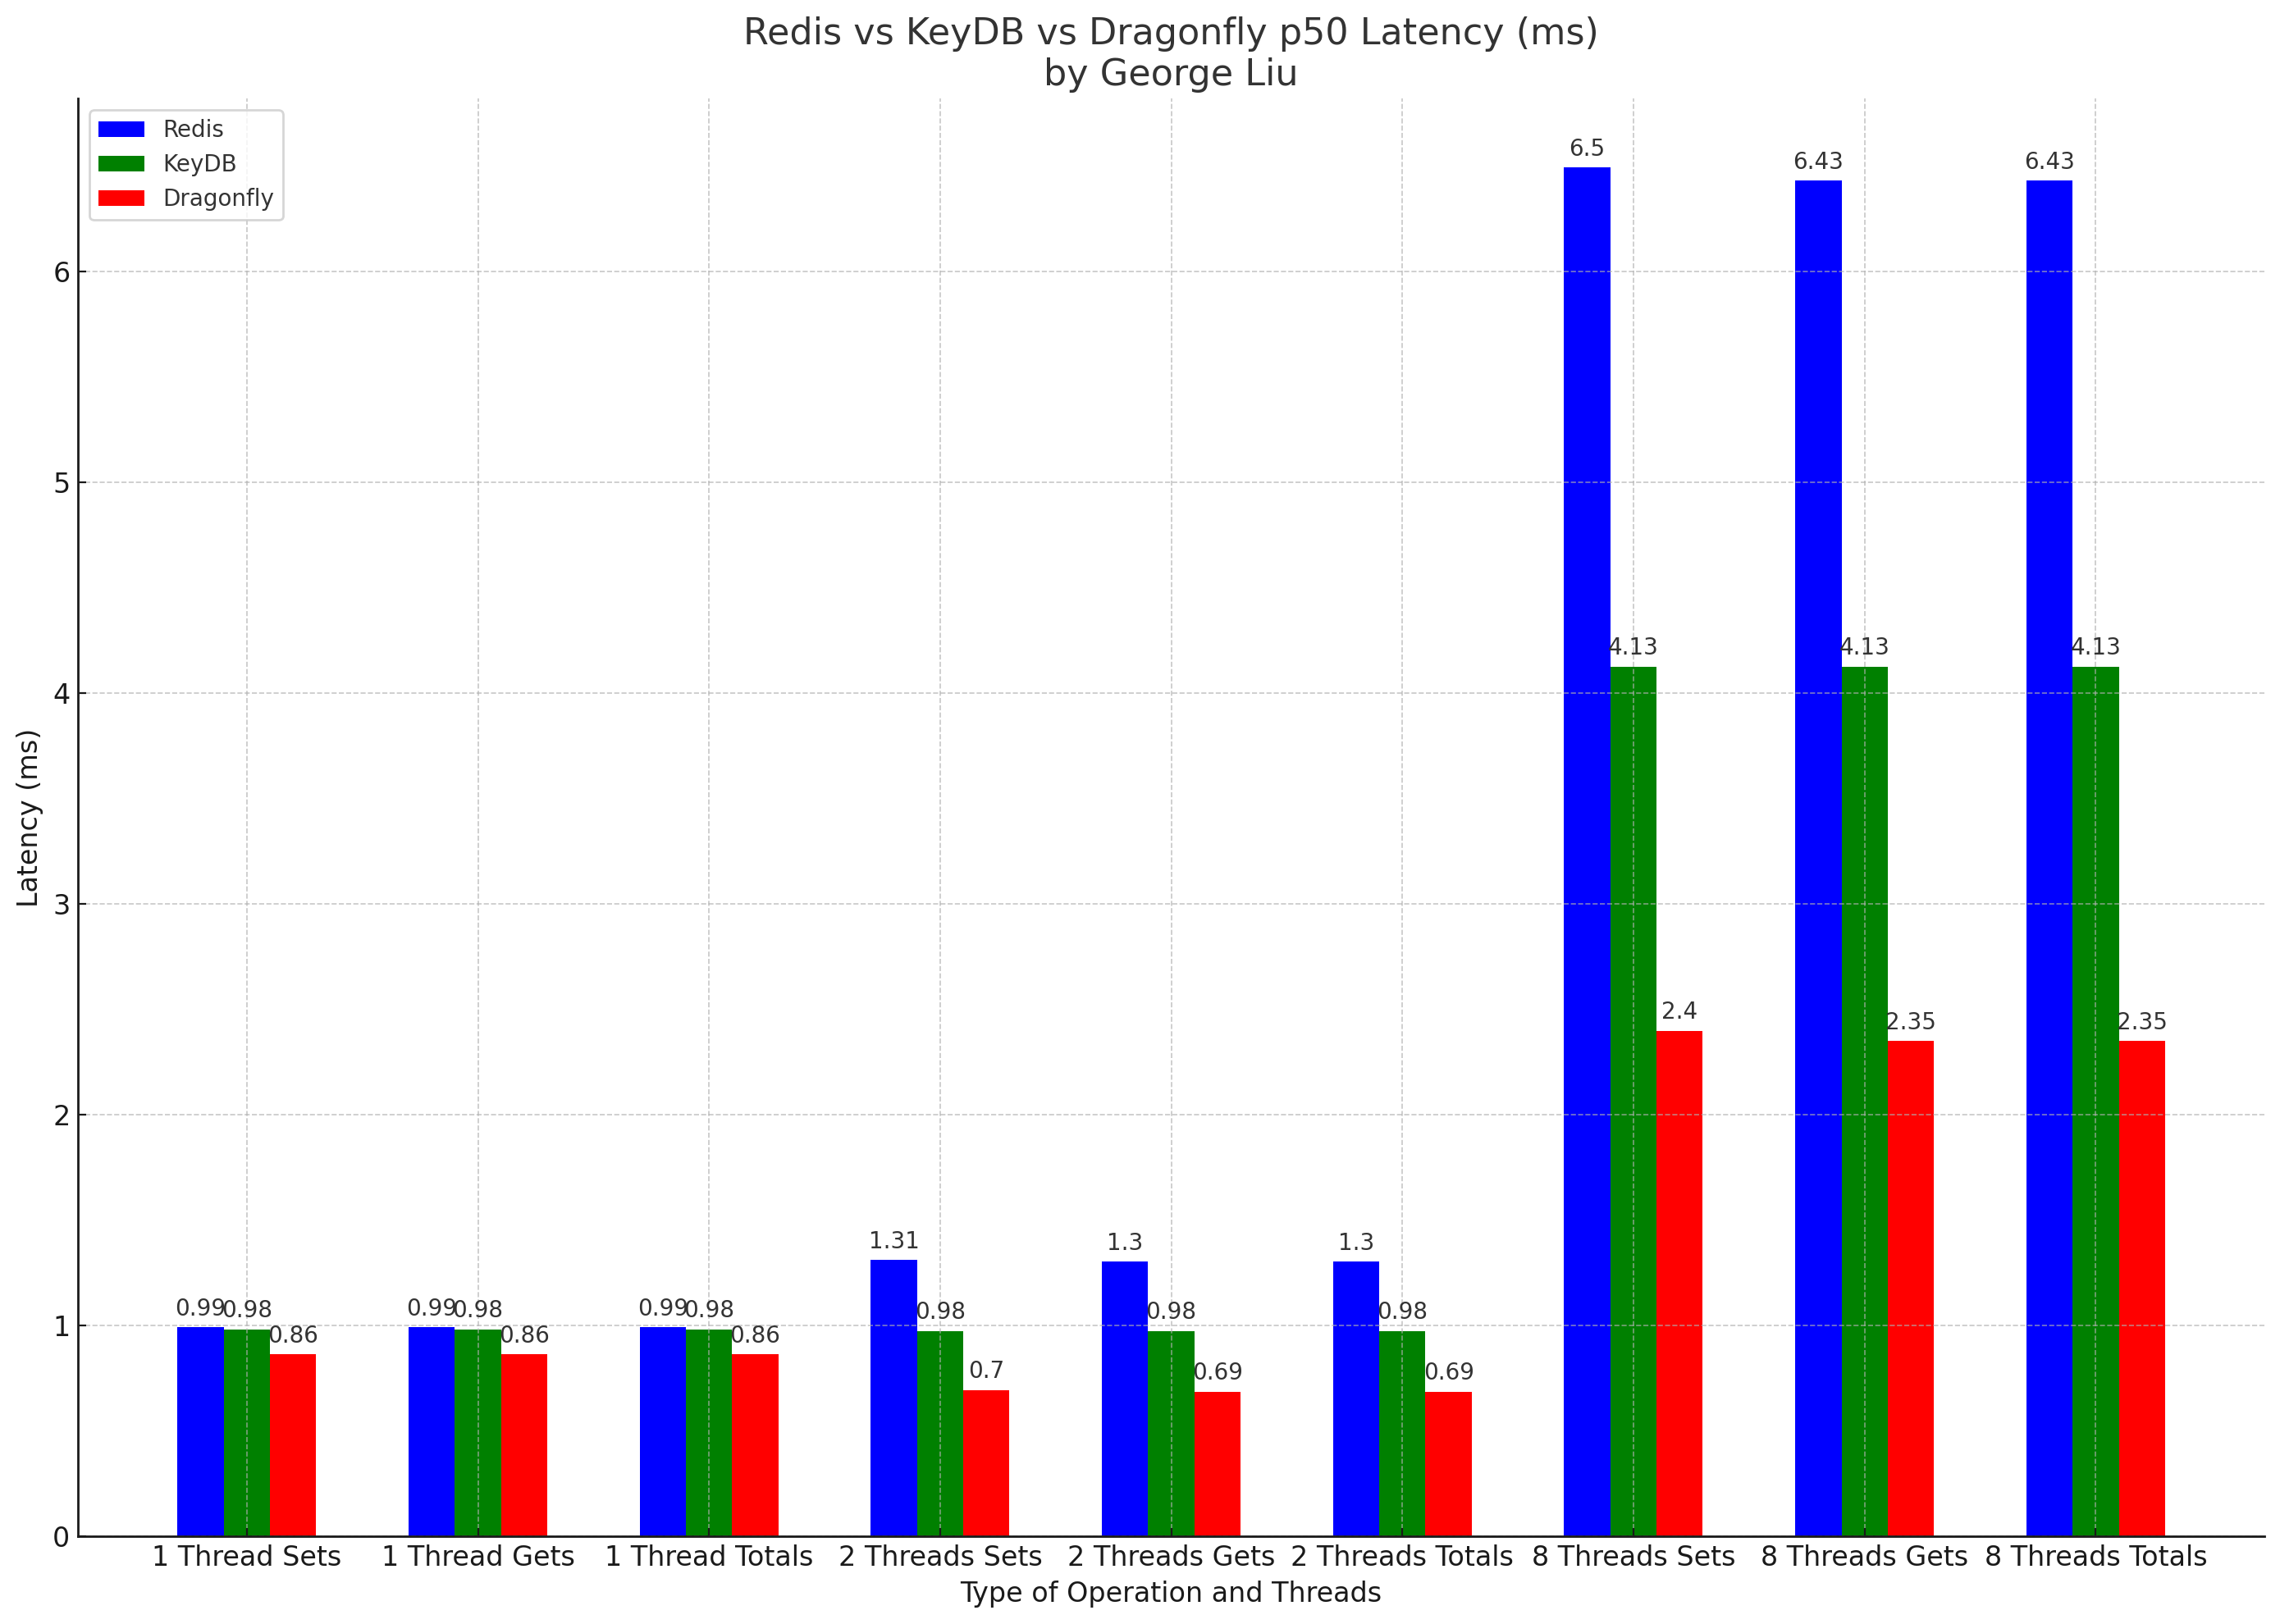 Redis vs KeyDB vs Dragonfly p50 Latency (ms)
by George Liu
Redis
KeyDB
Dragonfly
Latency (ms)
6
5
4
3
2
1
0
0.99 0.98 0.86
0.99 0.98 0.86
0.99 0.98 0.86
1.31 0.98 0.7
1.3 0.98 0.69
1.3 0.98 0.69
6.5 4.13 2.4
6.43 4.13 2.35
6.43 4.13 2.35
1 Thread Sets 1 Thread Gets 1 Thread Totals 2 Threads Sets 2 Threads Gets 2 Threads Totals 8 Threads Sets 8 Threads Gets 8 Threads Totals
Type of Operation and Threads